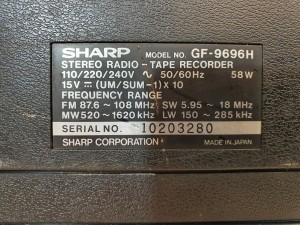 SHARP MODEL NO. GF-9696H
STEREO RADIO-TAPE RECORDER
110/220/240V ∿ 50/60Hz 58W
15V ⎓ (UM/SUM-1) X 10
FREQUENCY RANGE
FM 87.6 ~ 108 MHz SW 5.95 ~ 18 MHz
MW 520 ~ 1620 kHz LW 150 ~ 285 kHz
SERIAL NO. 10203280
SHARP CORPORATION MADE IN JAPAN